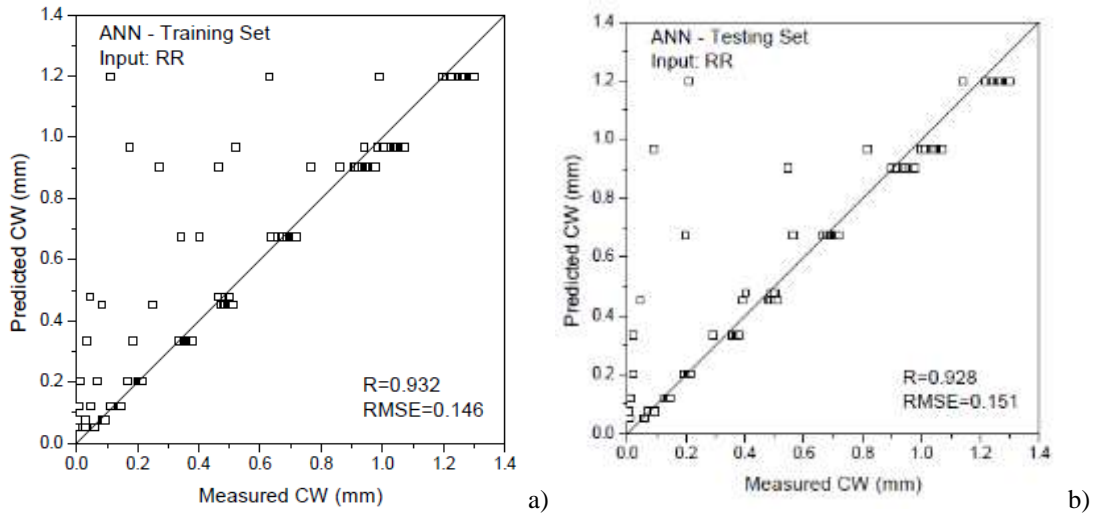 ANN - Training Set
Input: RR
Predicted CW (mm)
1.4
1.2
1.0
0.8
0.6
0.4
0.2
0.0
R=0.932
RMSE=0.146
0.0 0.2 0.4 0.6 0.8 1.0 1.2 1.4
Measured CW (mm)
a)
ANN - Testing Set
Input: RR
Predicted CW (mm)
1.4
1.2
1.0
0.8
0.6
0.4
0.2
0.0
R=0.928
RMSE=0.151
0.0 0.2 0.4 0.6 0.8 1.0 1.2 1.4
Measured CW (mm)
b)